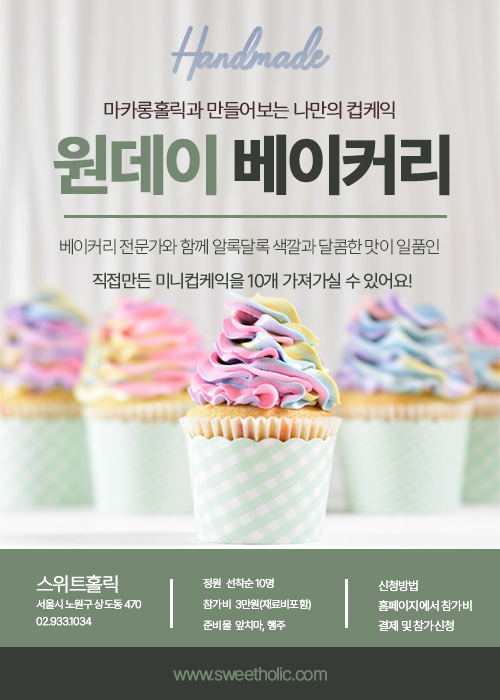 Handmade
마카롱홀릭과 만들어보는 나만의 컵케익
원데이 베이커리
베이커리 전문가와 함께 알록달록 색깔과 달콤한 맛이 일품인
직접만든 미니컵케익을 10개 가져가실 수 있어요!
스위트홀릭
서울시 노원구 상도동 470
02.933.1034
정원 선착순 10명
참가비 3만원(재료비포함)
준비물 앞치마, 행주
신청방법
홈페이지에서 참가비
결제 및 참가신청
www.sweetholic.com